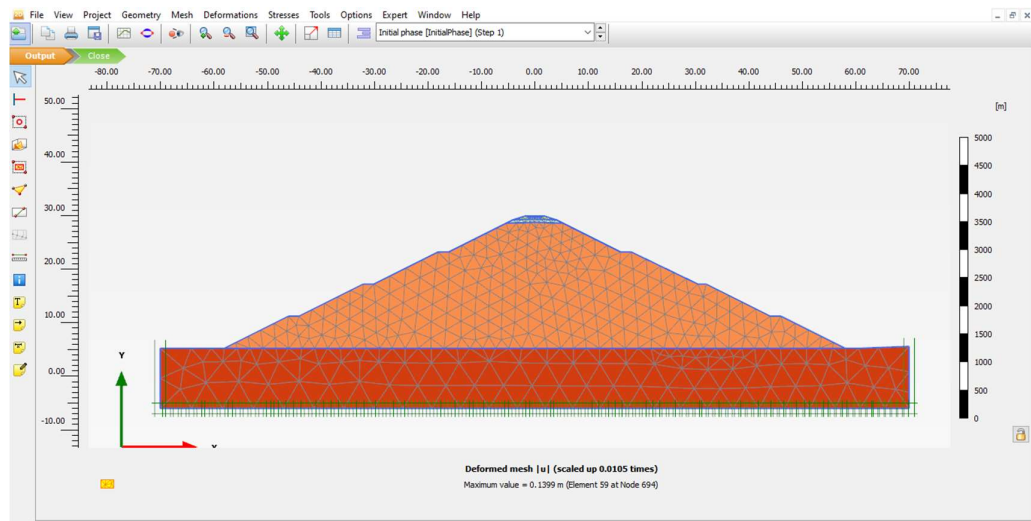 File View Project Geometry Mesh Deformations Stresses Tools Options Expert Window Help
Initial phase [InitialPhase] (Step 1)
Output Close
-80.00 -70.00 -60.00 -50.00 -40.00 -30.00 -20.00 -10.00 0.00 10.00 20.00 30.00 40.00 50.00 60.00 70.00
50.00
40.00
30.00
20.00
10.00
0.00
-10.00
[m]
5000
4500
4000
3500
3000
2500
2000
1500
1000
500
0
Y
X
Deformed mesh |u| (scaled up 0.0105 times)
Maximum value = 0.1399 m (Element 59 at Node 694)